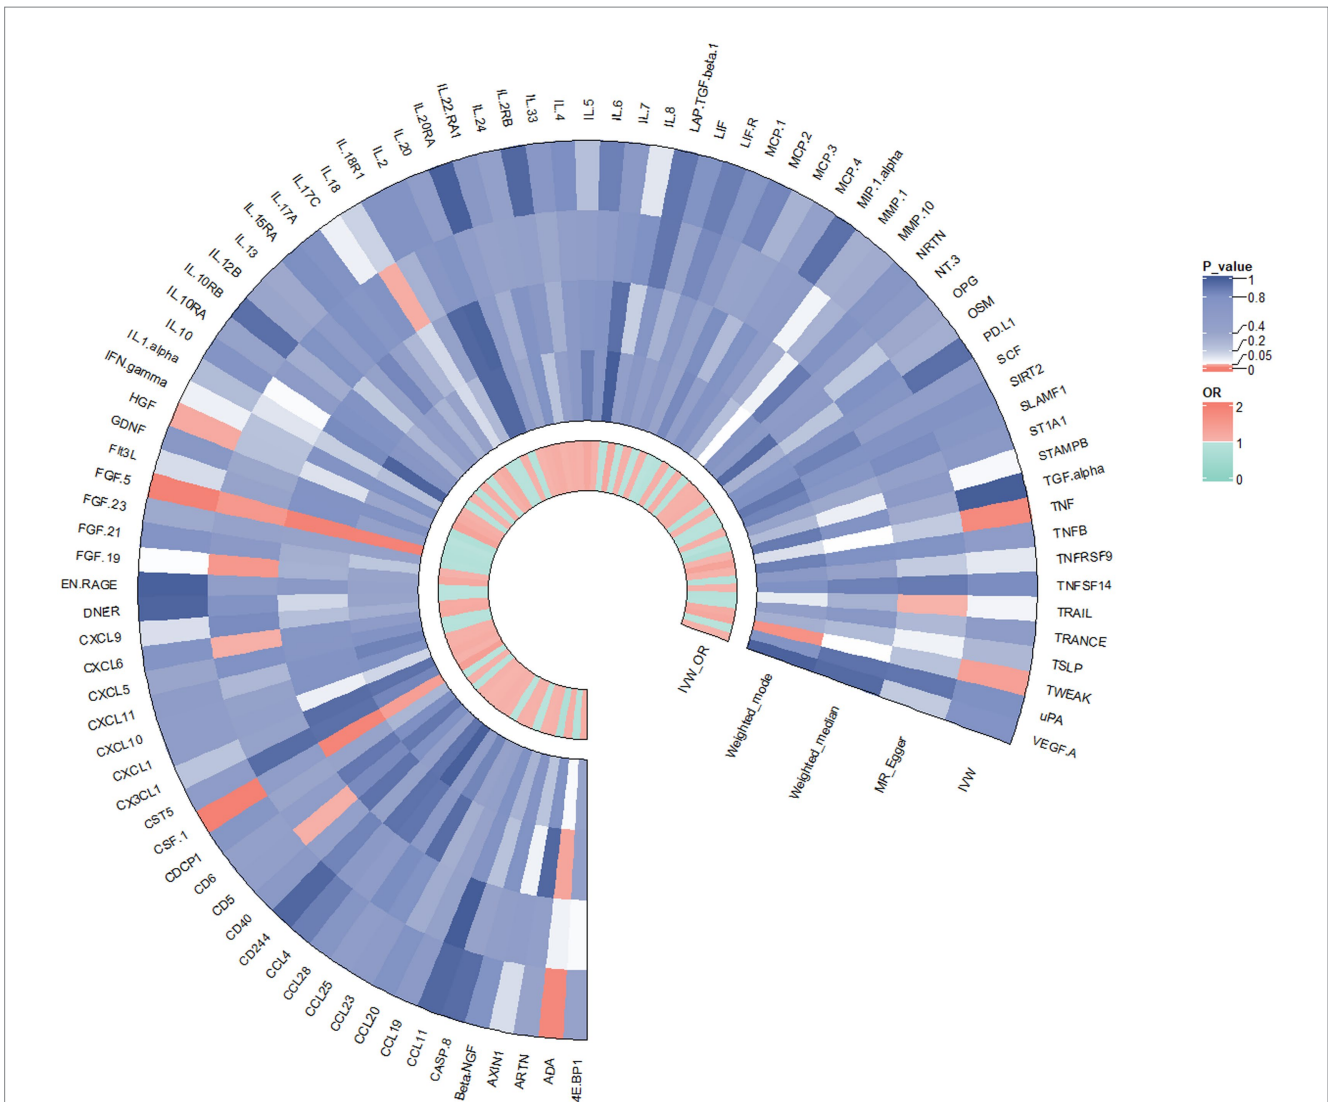 4E.BP1
ADA
ARTN
AXIN1
Beta.NGF
CASP.8
CCL11
CCL19
CCL20
CCL23
CCL25
CCL28
CCL4
CD244
CD40
CD5
CD6
CDCP1
CSF.1
CST5
CX3CL1
CXCL1
CXCL10
CXCL11
CXCL5
CXCL6
CXCL9
DNER
EN.RAGE
FGF.19
FGF.21
FGF.23
FGF.5
Flt3L
GDNF
HGF
IFN.gamma
IL1.alpha
IL10
IL10RA
IL.10RB
IL.12B
IL.13
IL.15RA
IL.17A
IL.17C
IL.18
IL.18R1
IL.2
IL.20
IL.20RA
IL.22.RA1
IL.24
IL.2RB
IL.33
IL.4
IL.5
IL.6
IL.7
IL.8
LAP.TGF.beta.1
LIF
LIF.R
MCP.1
MCP.2
MCP.3
MCP.4
MIP.1.alpha
MMP.1
MMP.10
NRTN
NT.3
OPG
OSM
PD.L1
SCF
SIRT2
SLAMF1
ST1A1
STAMPB
TGF.alpha
TNF
TNFB
TNFRSF9
TNFSF14
TRAIL
TRANCE
TSLP
TWEAK
uPA
VEGF.A
IVW_OR
Weighted_mode
Weighted_median
MR_Egger
IVW
P_value
1
0.8
0.4
0.2
0.05
0
OR
2
1
0